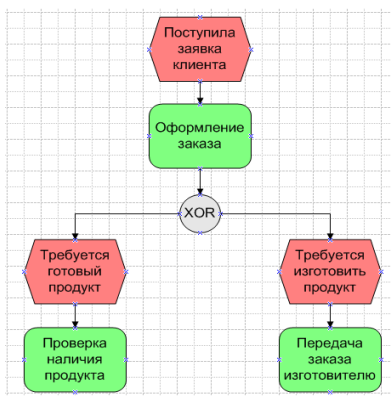 Поступила
заявка
клиента
Оформление
заказа
XOR
Требуется
готовый
продукт
Требуется
изготовить
продукт
Проверка
наличия
продукта
Передача
заказа
изготовителю